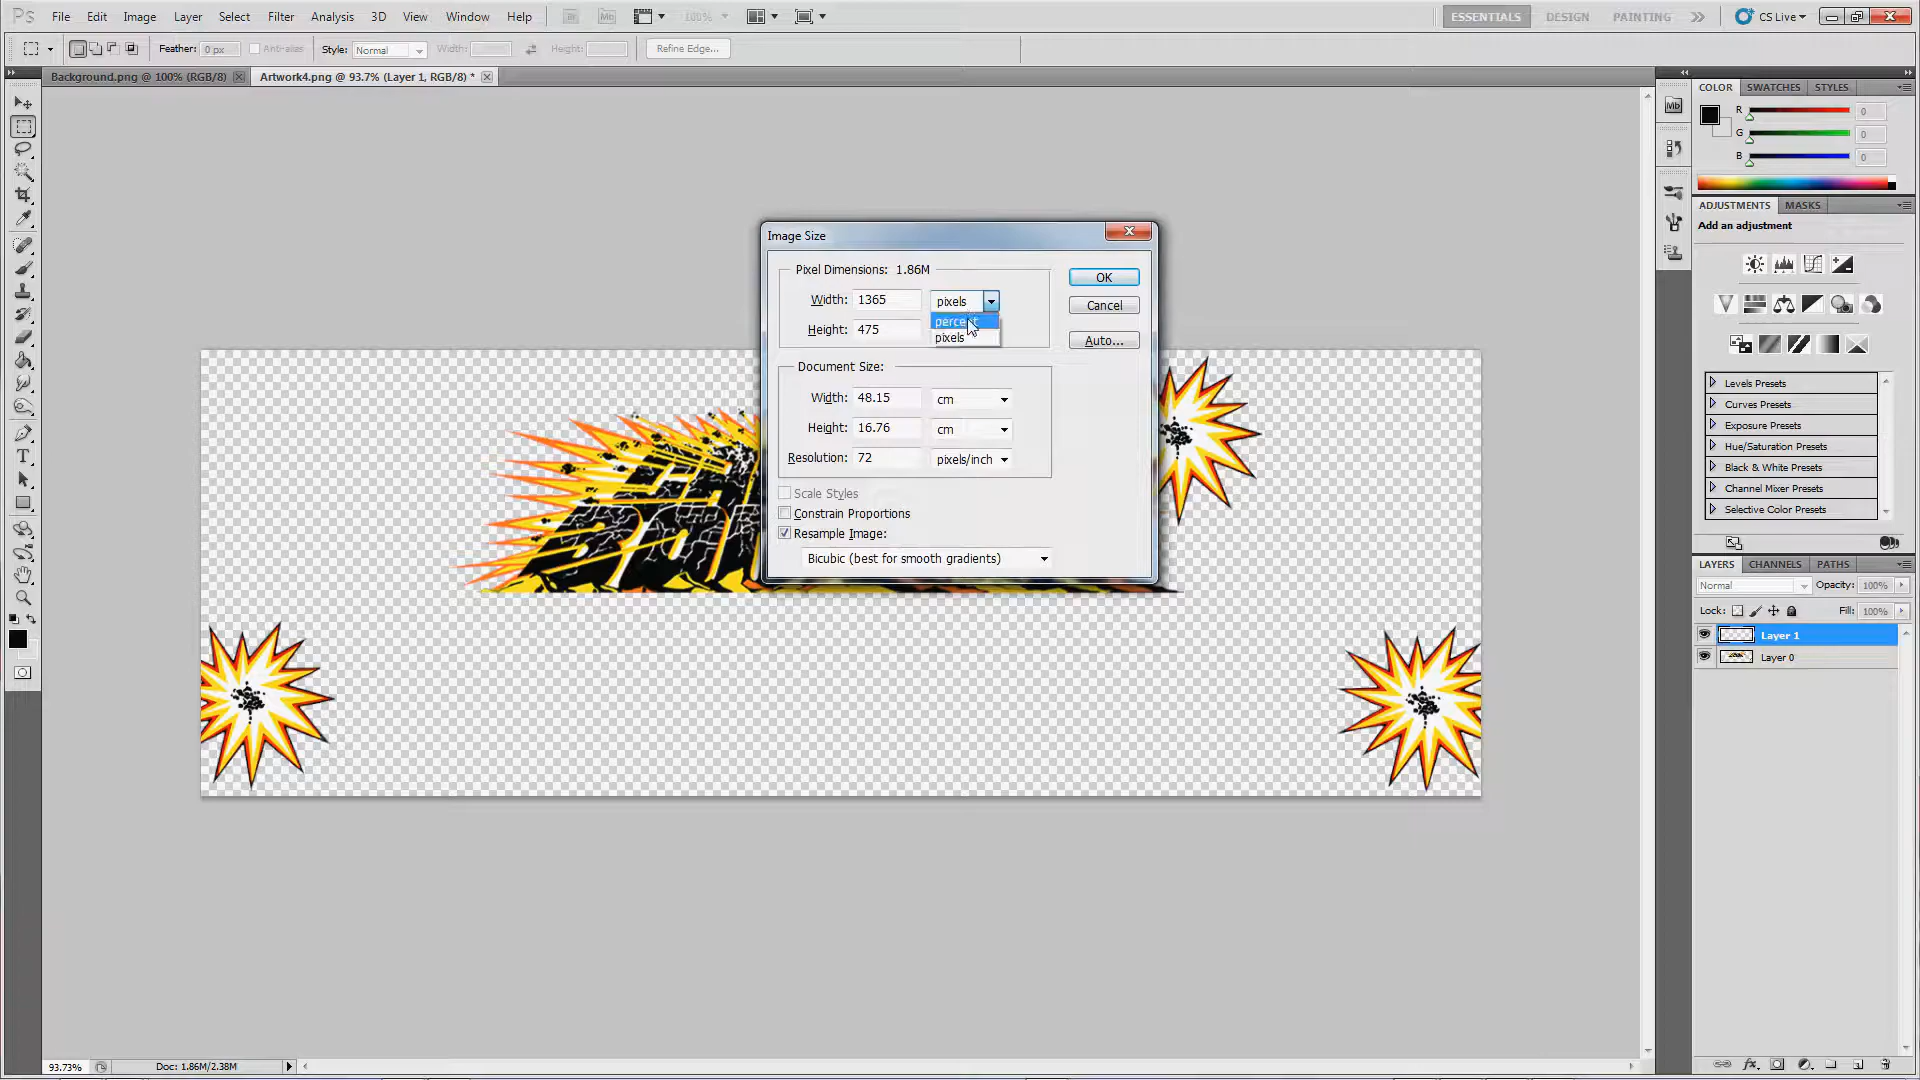 Ps File Edit Image Layer Select Filter Analysis 3D View Window Help Br Mb 100% ESSENTIALS DESIGN PAINTING CS Live
Feather: 0 px Anti-alias Style: Normal Width: Height: Refine Edge...
Background.png @ 100% (RGB/8) Artwork4.png @ 93.7% (Layer 1, RGB/8) *
COLOR SWATCHES STYLES
Mb
R 0
G 0
B 0
ADJUSTMENTS MASKS
Add an adjustment
Levels Presets
Curves Presets
Exposure Presets
Hue/Saturation Presets
Black & White Presets
Channel Mixer Presets
Selective Color Presets
LAYERS CHANNELS PATHS
Normal Opacity: 100%
Lock: Fill: 100%
Layer 1
Layer 0
Image Size
Pixel Dimensions: 1.86M
OK
Width: 1365 pixels
Cancel
percent
Height: 475
pixels
Auto...
Document Size:
Width: 48.15 cm
Height: 16.76 cm
Resolution: 72 pixels/inch
Scale Styles
Constrain Proportions
Resample Image:
Bicubic (best for smooth gradients)
T
93.73% Doc: 1.86M/2.38M
fx